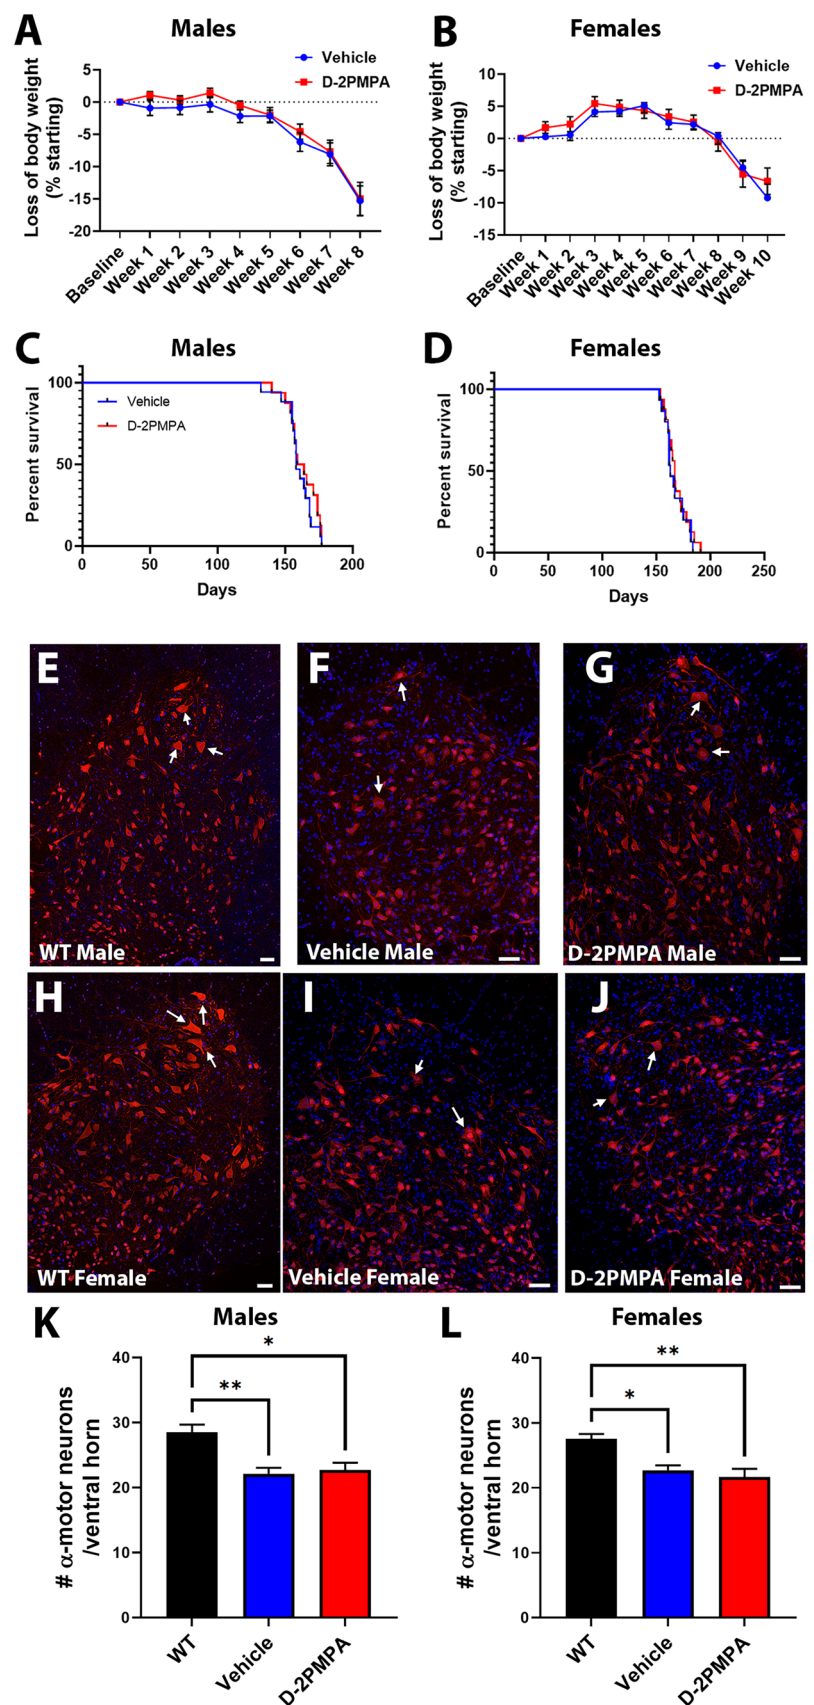 A
Males
Vehicle
D-2PMPA
Loss of body weight
(% starting)
5
0
-5
-10
-15
-20
Baseline
Week 1
Week 2
Week 3
Week 4
Week 5
Week 6
Week 7
Week 8
B
Females
Vehicle
D-2PMPA
Loss of body weight
(% starting)
10
5
0
-5
-10
-15
Baseline
Week 1
Week 2
Week 3
Week 4
Week 5
Week 6
Week 7
Week 8
Week 9
Week 10
C
Males
Percent survival
100
50
0
Vehicle
D-2PMPA
0 50 100 150 200
Days
D
Females
Percent survival
100
50
0
0 50 100 150 200 250
Days
E
WT Male
F
Vehicle Male
G
D-2PMPA Male
H
WT Female
I
Vehicle Female
J
D-2PMPA Female
K
Males
# α-motor neurons
/ventral horn
40
30
20
10
0
*
**
WT
Vehicle
D-2PMPA
L
Females
# α-motor neurons
/ventral horn
40
30
20
10
0
**
*
WT
Vehicle
D-2PMPA